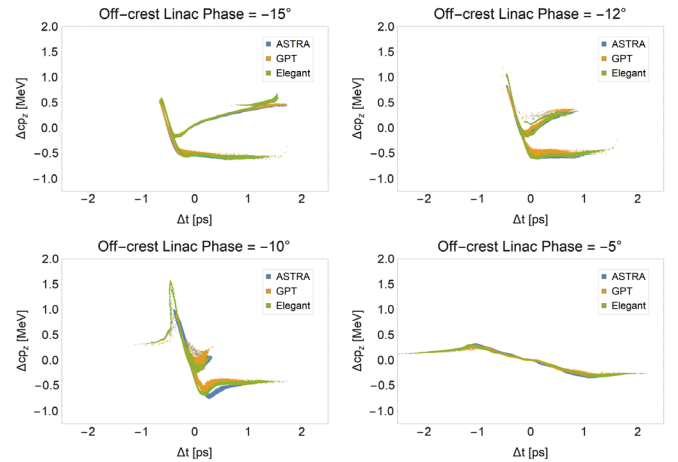 Off-crest Linac Phase = −15°
2.0
1.5
1.0
0.5
0.0
−0.5
−1.0
Δcp_z [MeV]
ASTRA
GPT
Elegant
−2 −1 0 1 2
Δt [ps]
Off-crest Linac Phase = −12°
2.0
1.5
1.0
0.5
0.0
−0.5
−1.0
Δcp_z [MeV]
ASTRA
GPT
Elegant
−2 −1 0 1 2
Δt [ps]
Off-crest Linac Phase = −10°
2.0
1.5
1.0
0.5
0.0
−0.5
−1.0
Δcp_z [MeV]
ASTRA
GPT
Elegant
−2 −1 0 1 2
Δt [ps]
Off-crest Linac Phase = −5°
2.0
1.5
1.0
0.5
0.0
−0.5
−1.0
Δcp_z [MeV]
ASTRA
GPT
Elegant
−2 −1 0 1 2
Δt [ps]